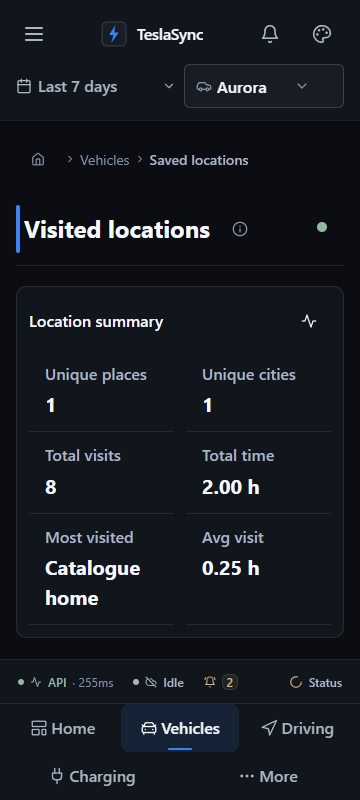 TeslaSync
Last 7 days
Aurora
Vehicles
Saved locations
Visited locations
Location summary
Unique places
Unique cities
1
1
Total visits
Total time
8
2.00 h
Most visited
Avg visit
Catalogue
home
0.25 h
API · 255ms
Idle
2
Status
Home
Vehicles
Driving
Charging
More